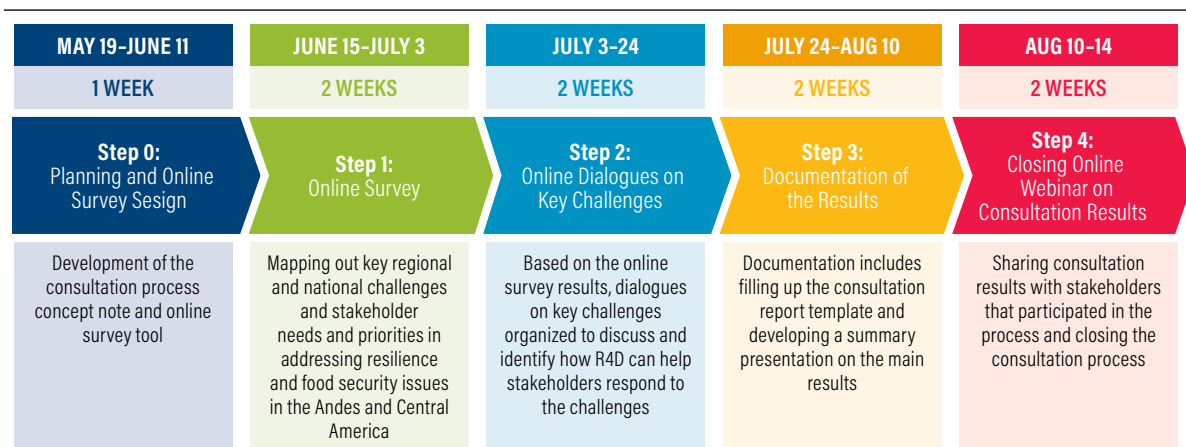 MAY 19–JUNE 11
1 WEEK
Step 0:
Planning and Online
Survey Sesign
Development of the
consultation process
concept note and online
survey tool
JUNE 15–JULY 3
2 WEEKS
Step 1:
Online Survey
Mapping out key regional
and national challenges
and stakeholder
needs and priorities in
addressing resilience
and food security issues
in the Andes and Central
America
JULY 3–24
2 WEEKS
Step 2:
Online Dialogues on
Key Challenges
Based on the online
survey results, dialogues
on key challenges
organized to discuss and
identify how R4D can help
stakeholders respond to
the challenges
JULY 24–AUG 10
2 WEEKS
Step 3:
Documentation of
the Results
Documentation includes
filling up the consultation
report template and
developing a summary
presentation on the main
results
AUG 10–14
2 WEEKS
Step 4:
Closing Online
Webinar on
Consultation Results
Sharing consultation
results with stakeholders
that participated in the
process and closing the
consultation process